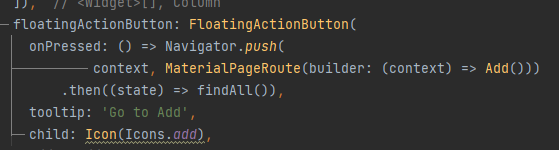 ]), // <Widget>[], Column
floatingActionButton: FloatingActionButton(
onPressed: () => Navigator.push(
context, MaterialPageRoute(builder: (context) => Add()))
.then((state) => findAll()),
tooltip: 'Go to Add',
child: Icon(Icons.add),